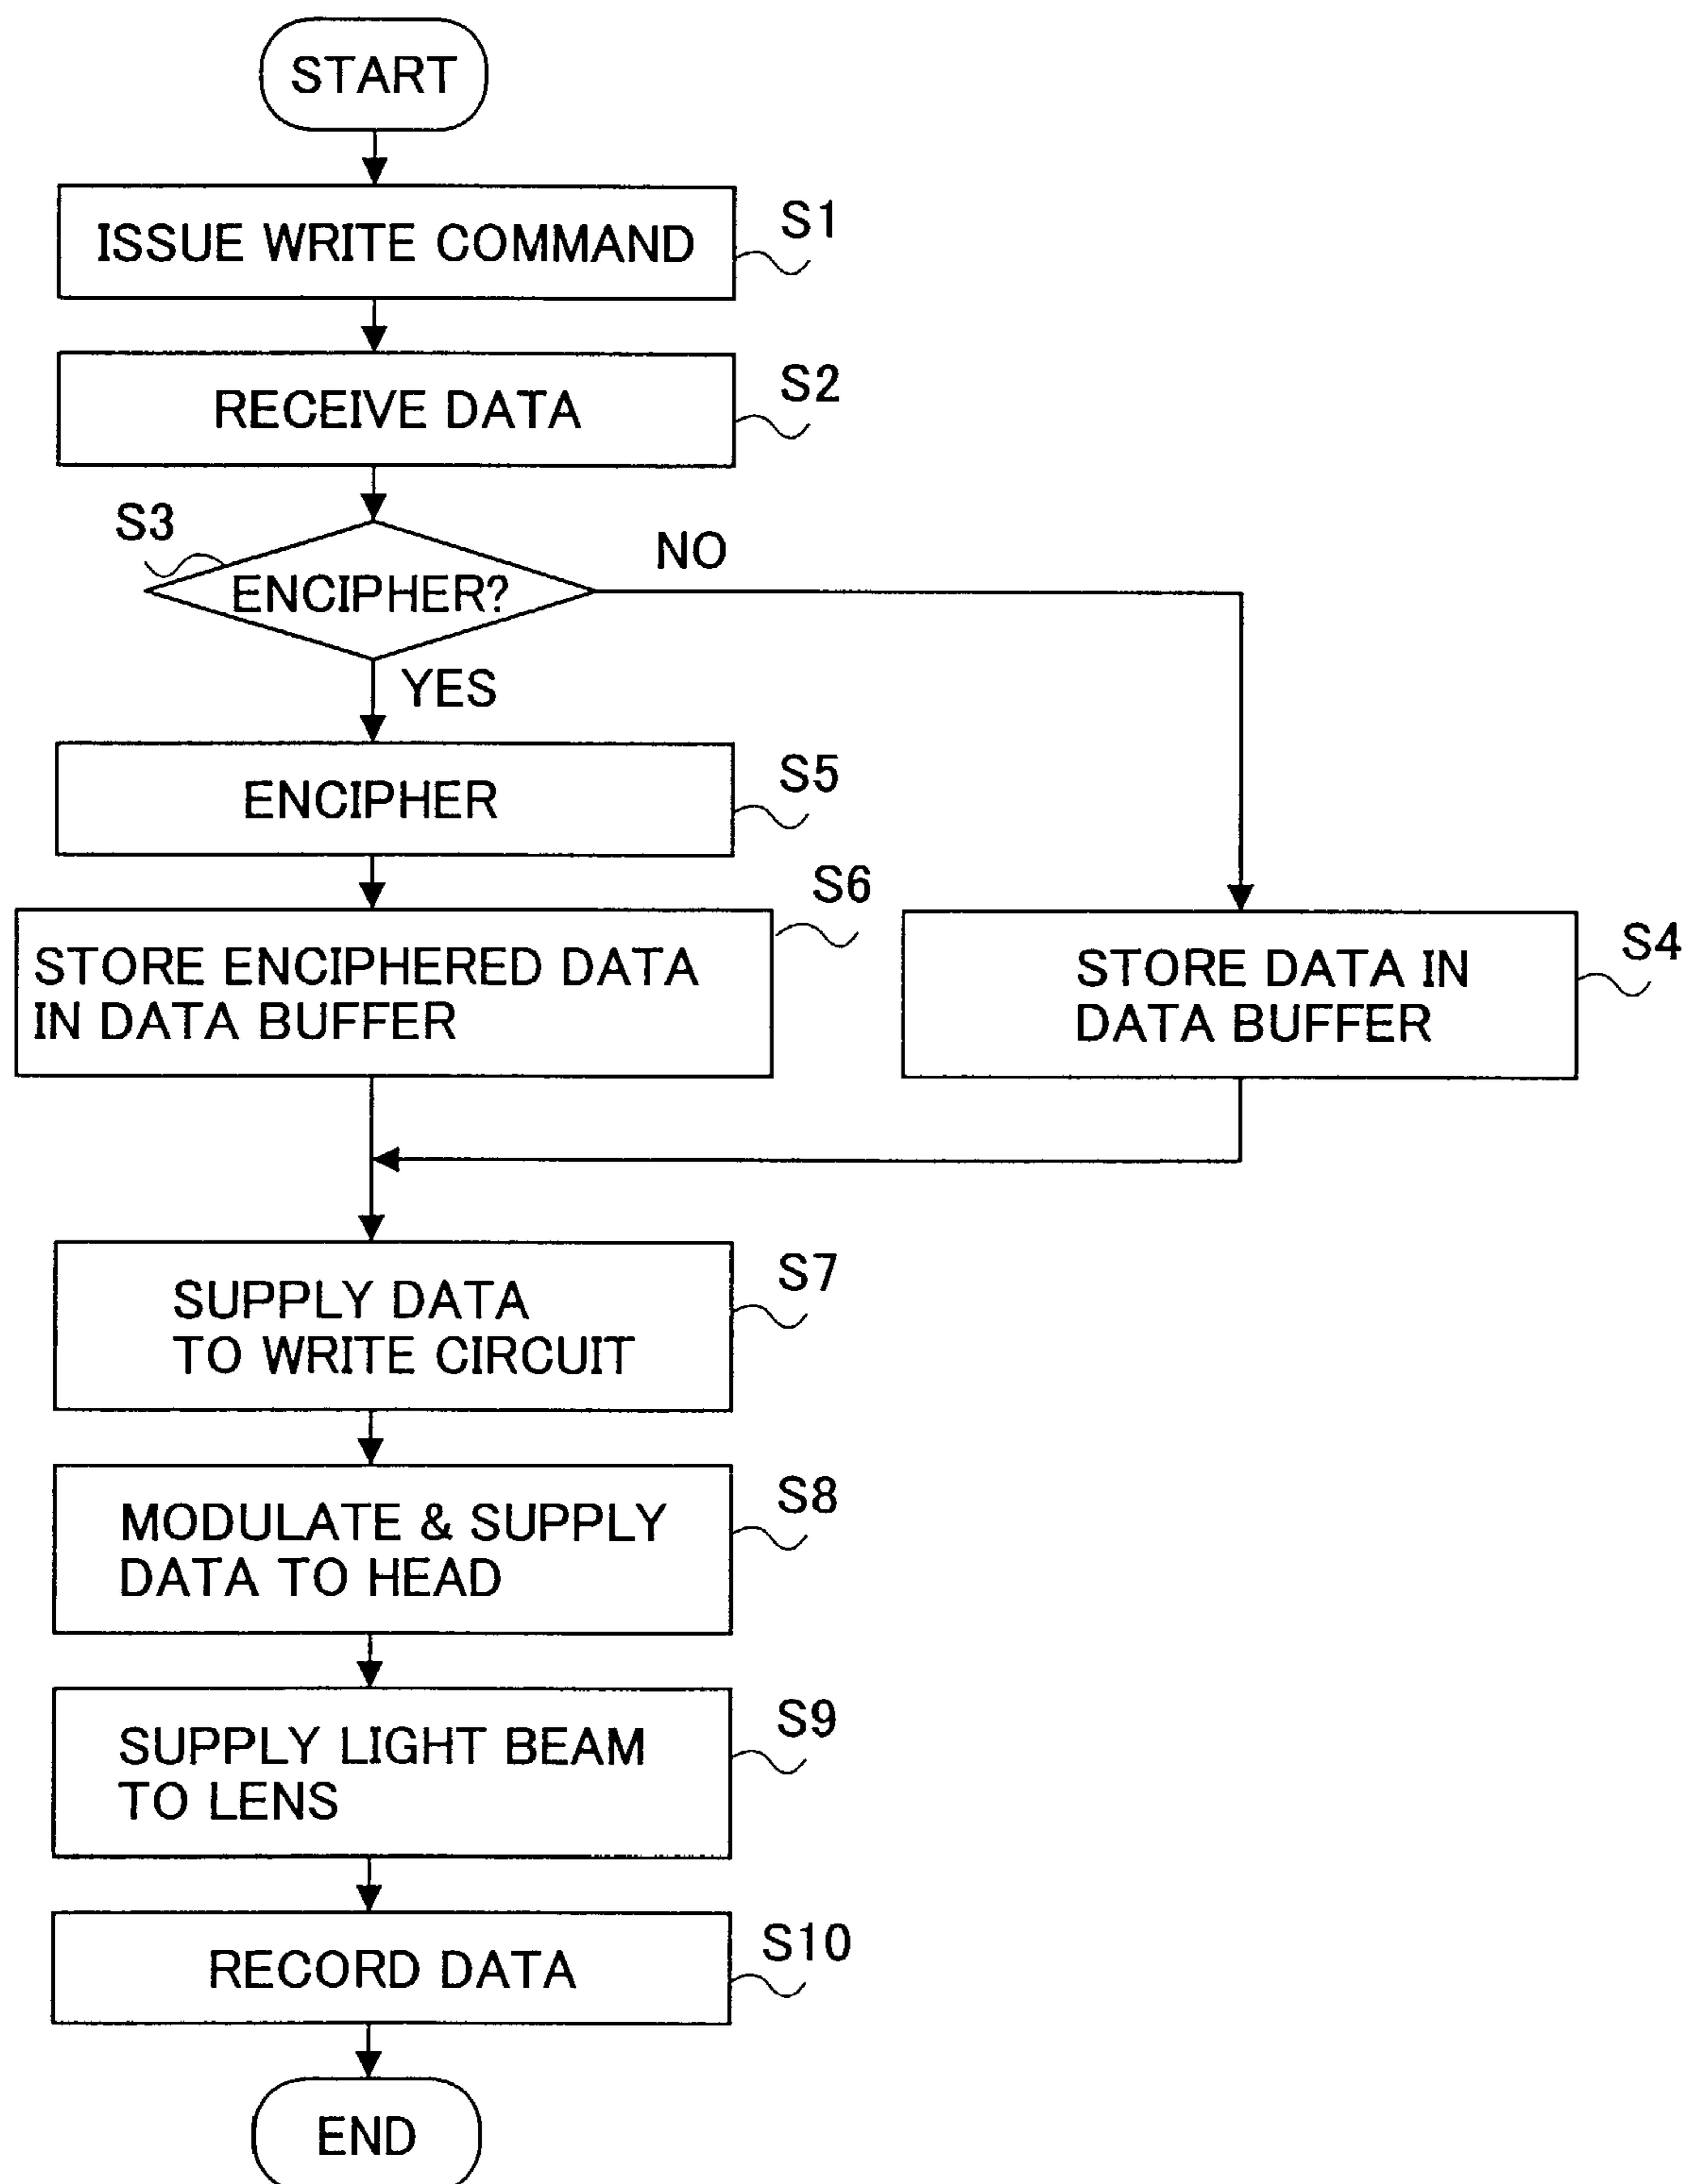 START
ISSUE WRITE COMMAND
S1
RECEIVE DATA
S2
S3
ENCIPHER?
NO
YES
ENCIPHER
S5
STORE ENCIPHERED DATA
IN DATA BUFFER
S6
STORE DATA IN
DATA BUFFER
S4
SUPPLY DATA
TO WRITE CIRCUIT
S7
MODULATE & SUPPLY
DATA TO HEAD
S8
SUPPLY LIGHT BEAM
TO LENS
S9
RECORD DATA
S10
END